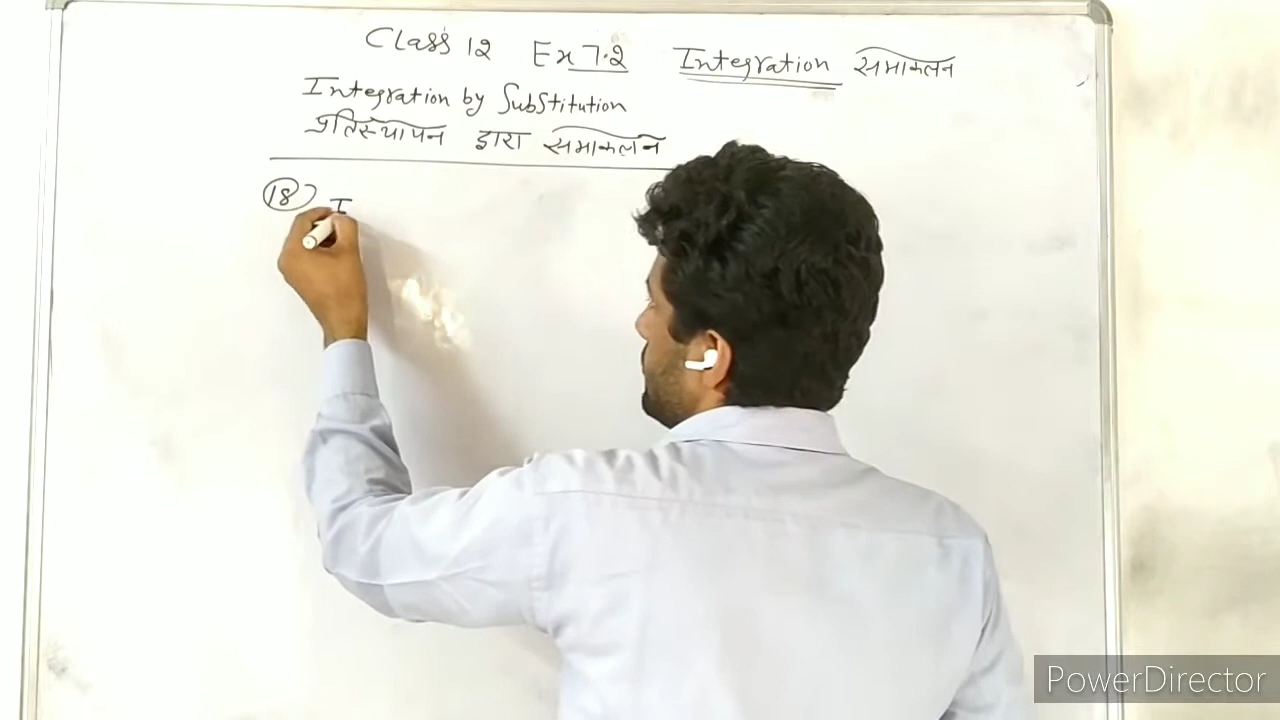 Class 12 Ex 7.2 Integration समाकलन
Integration by Substitution
प्रतिस्थापन द्वारा समाकलन
18) I
PowerDirector